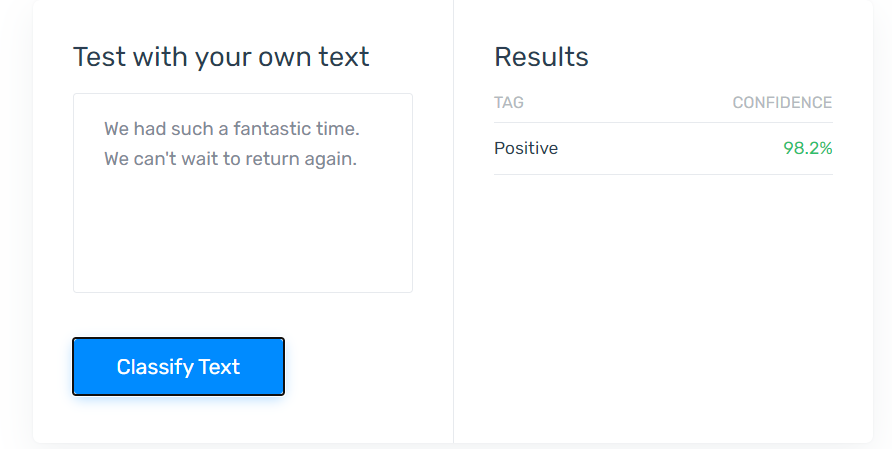 Test with your own text
We had such a fantastic time.
We can't wait to return again.
Classify Text
Results
TAG CONFIDENCE
Positive 98.2%